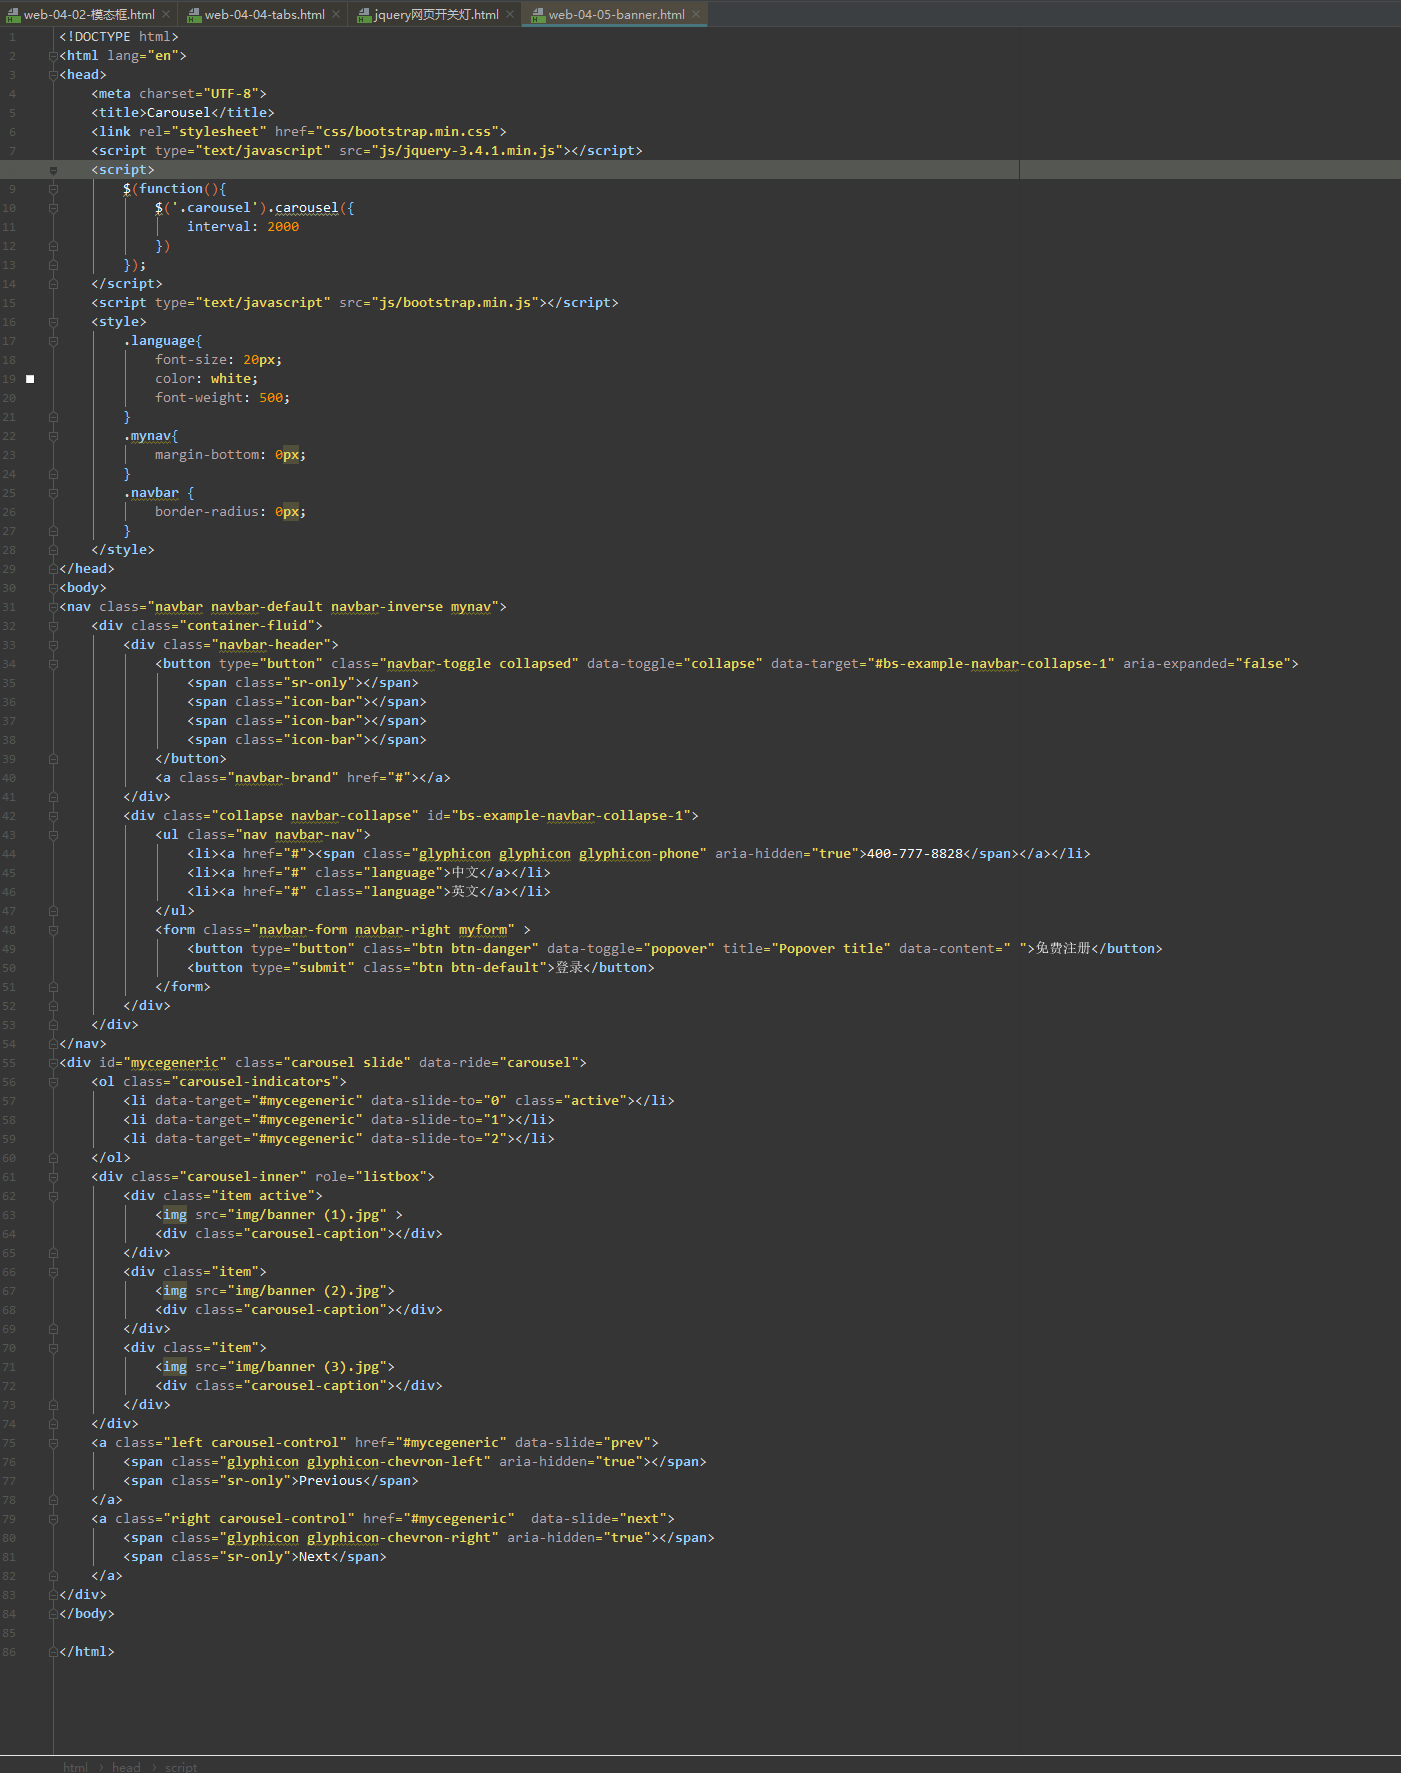 web-04-02-模态框.html × web-04-04-tabs.html × jquery网页开关灯.html × web-04-05-banner.html ×
1 <!DOCTYPE html>
2 <html lang="en">
3 <head>
4 <meta charset="UTF-8">
5 <title>Carousel</title>
6 <link rel="stylesheet" href="css/bootstrap.min.css">
7 <script type="text/javascript" src="js/jquery-3.4.1.min.js"></script>
<script>
9 $(function(){
10 $('.carousel').carousel({
11 interval: 2000
12 })
13 });
14 </script>
15 <script type="text/javascript" src="js/bootstrap.min.js"></script>
16 <style>
17 .language{
18 font-size: 20px;
19 color: white;
20 font-weight: 500;
21 }
22 .mynav{
23 margin-bottom: 0px;
24 }
25 .navbar {
26 border-radius: 0px;
27 }
28 </style>
29 </head>
30 <body>
31 <nav class="navbar navbar-default navbar-inverse mynav">
32 <div class="container-fluid">
33 <div class="navbar-header">
34 <button type="button" class="navbar-toggle collapsed" data-toggle="collapse" data-target="#bs-example-navbar-collapse-1" aria-expanded="false">
35 <span class="sr-only"></span>
36 <span class="icon-bar"></span>
37 <span class="icon-bar"></span>
38 <span class="icon-bar"></span>
39 </button>
40 <a class="navbar-brand" href="#"></a>
41 </div>
42 <div class="collapse navbar-collapse" id="bs-example-navbar-collapse-1">
43 <ul class="nav navbar-nav">
44 <li><a href="#"><span class="glyphicon glyphicon glyphicon-phone" aria-hidden="true">400-777-8828</span></a></li>
45 <li><a href="#" class="language">中文</a></li>
46 <li><a href="#" class="language">英文</a></li>
47 </ul>
48 <form class="navbar-form navbar-right myform" >
49 <button type="button" class="btn btn-danger" data-toggle="popover" title="Popover title" data-content=" ">免费注册</button>
50 <button type="submit" class="btn btn-default">登录</button>
51 </form>
52 </div>
53 </div>
54 </nav>
55 <div id="mycegeneric" class="carousel slide" data-ride="carousel">
56 <ol class="carousel-indicators">
57 <li data-target="#mycegeneric" data-slide-to="0" class="active"></li>
58 <li data-target="#mycegeneric" data-slide-to="1"></li>
59 <li data-target="#mycegeneric" data-slide-to="2"></li>
60 </ol>
61 <div class="carousel-inner" role="listbox">
62 <div class="item active">
63 <img src="img/banner (1).jpg" >
64 <div class="carousel-caption"></div>
65 </div>
66 <div class="item">
67 <img src="img/banner (2).jpg">
68 <div class="carousel-caption"></div>
69 </div>
70 <div class="item">
71 <img src="img/banner (3).jpg">
72 <div class="carousel-caption"></div>
73 </div>
74 </div>
75 <a class="left carousel-control" href="#mycegeneric" data-slide="prev">
76 <span class="glyphicon glyphicon-chevron-left" aria-hidden="true"></span>
77 <span class="sr-only">Previous</span>
78 </a>
79 <a class="right carousel-control" href="#mycegeneric"  data-slide="next">
80 <span class="glyphicon glyphicon-chevron-right" aria-hidden="true"></span>
81 <span class="sr-only">Next</span>
82 </a>
83 </div>
84 </body>
85
86 </html>
html › head › script